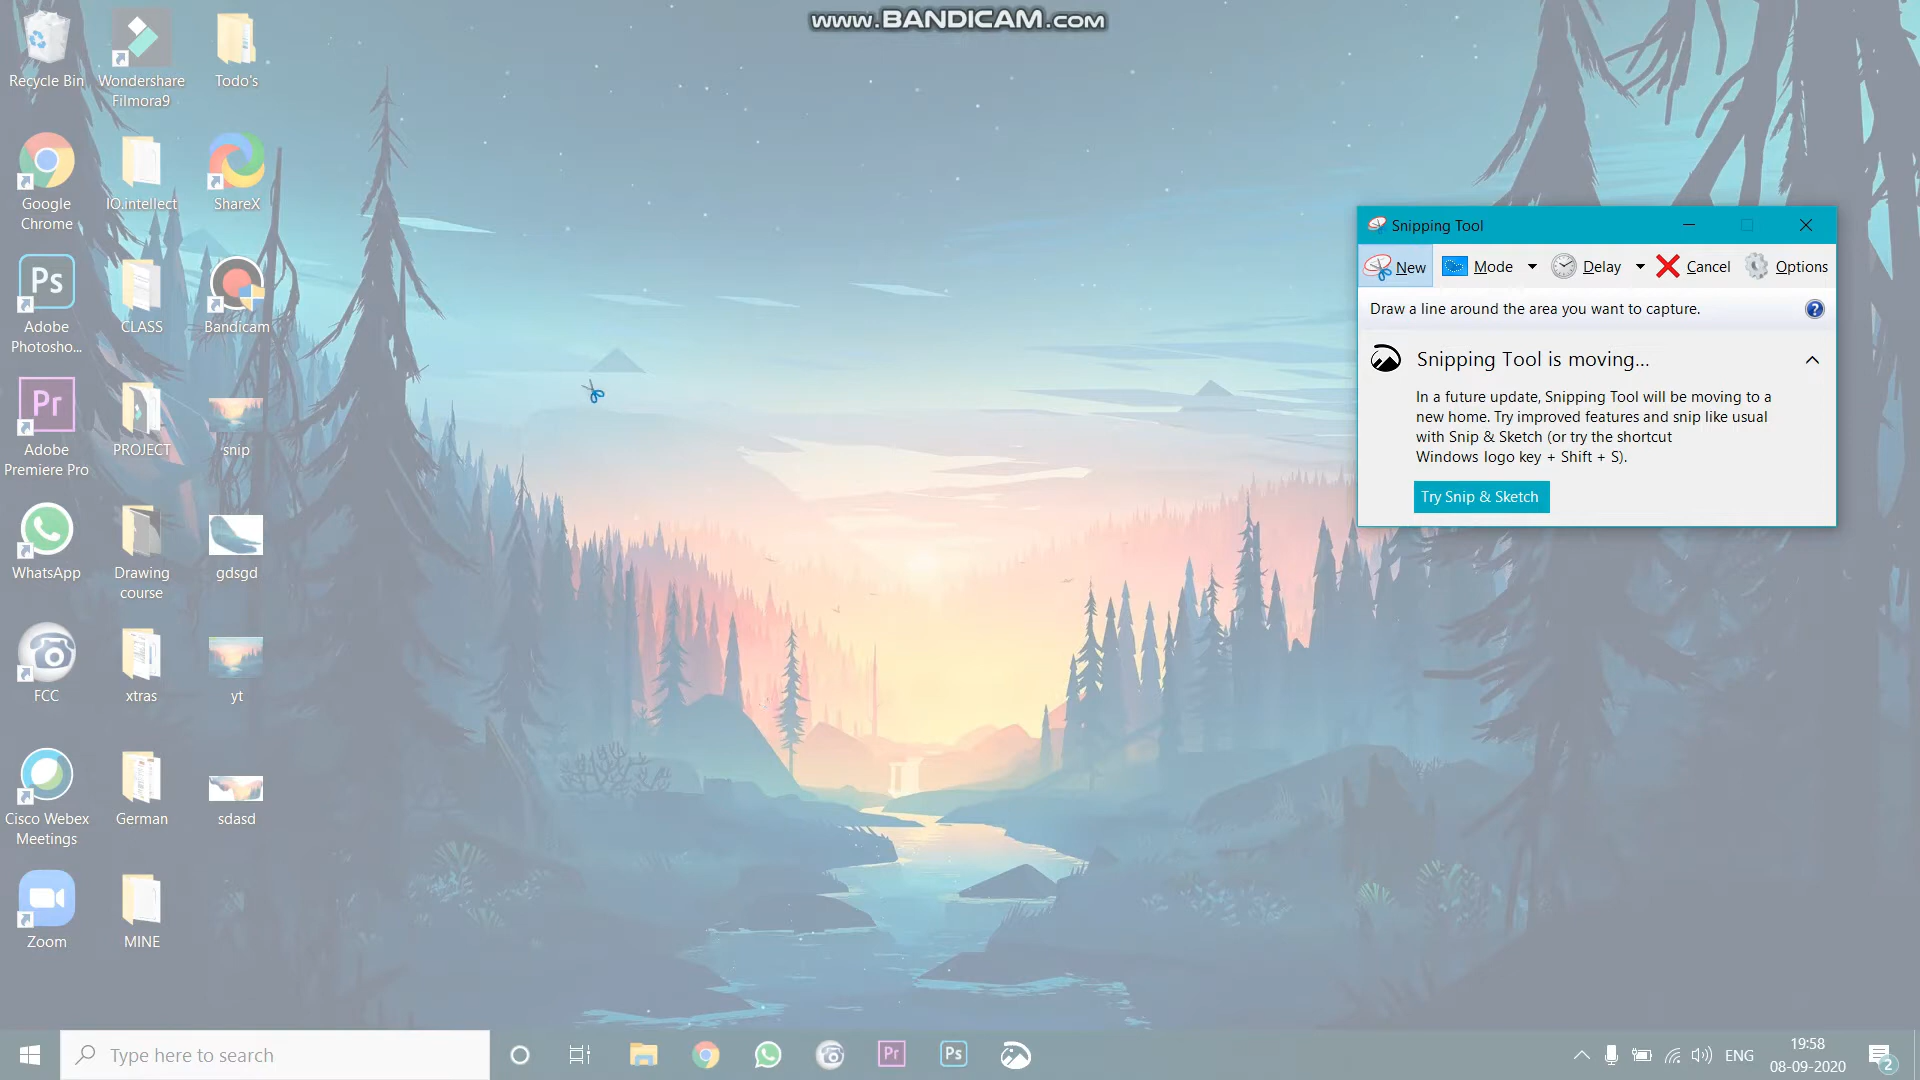 www.BANDICAM.com
Recycle Bin
Wondershare
Filmora9
Todo's
Google
Chrome
IO.intellect
ShareX
Ps
Adobe
Photosho...
CLASS
Bandicam
Pr
Adobe
Premiere Pro
PROJECT
snip
WhatsApp
Drawing
course
gdsgd
FCC
xtras
yt
Cisco Webex
Meetings
German
sdasd
Zoom
MINE
Snipping Tool
New
Mode
Delay
Cancel
Options
Draw a line around the area you want to capture.
?
Snipping Tool is moving...
In a future update, Snipping Tool will be moving to a
new home. Try improved features and snip like usual
with Snip & Sketch (or try the shortcut
Windows logo key + Shift + S).
Try Snip & Sketch
Type here to search
Pr
Ps
ENG
19:58
08-09-2020
2